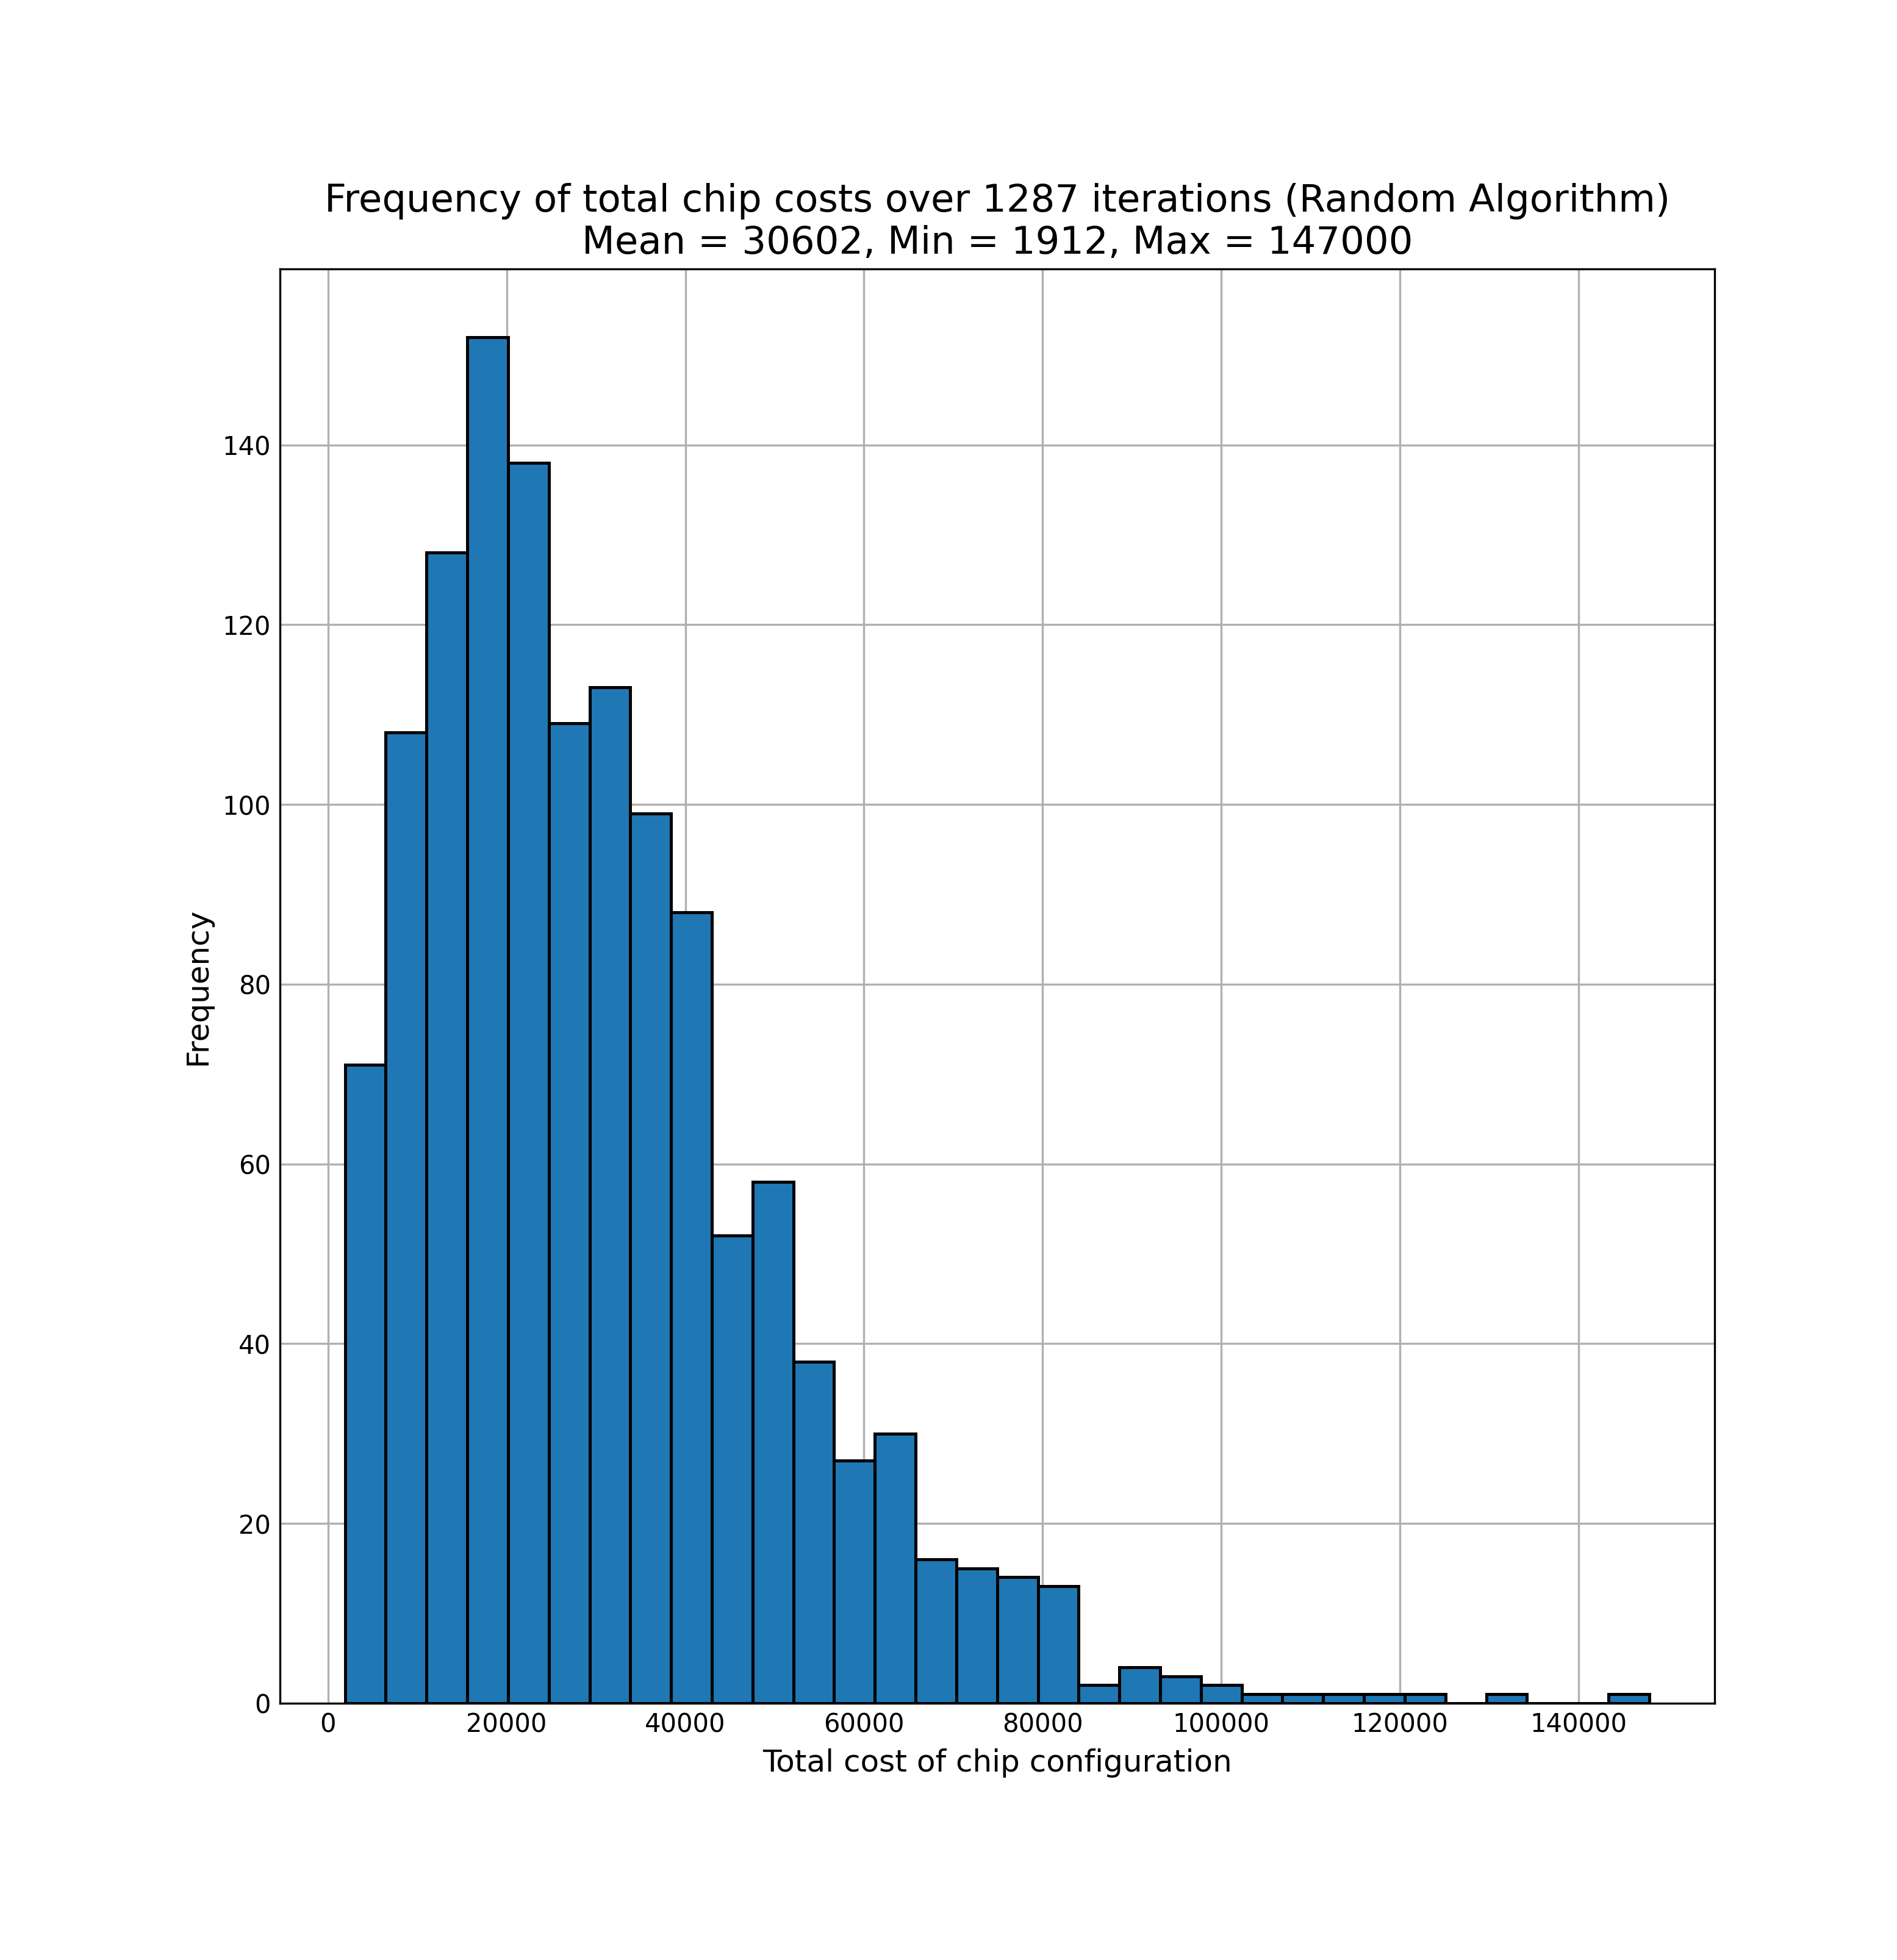 Frequency of total chip costs over 1287 iterations (Random Algorithm)
Mean = 30602, Min = 1912, Max = 147000
140
120
100
80
60
40
20
0
Frequency
0 20000 40000 60000 80000 100000 120000 140000
Total cost of chip configuration